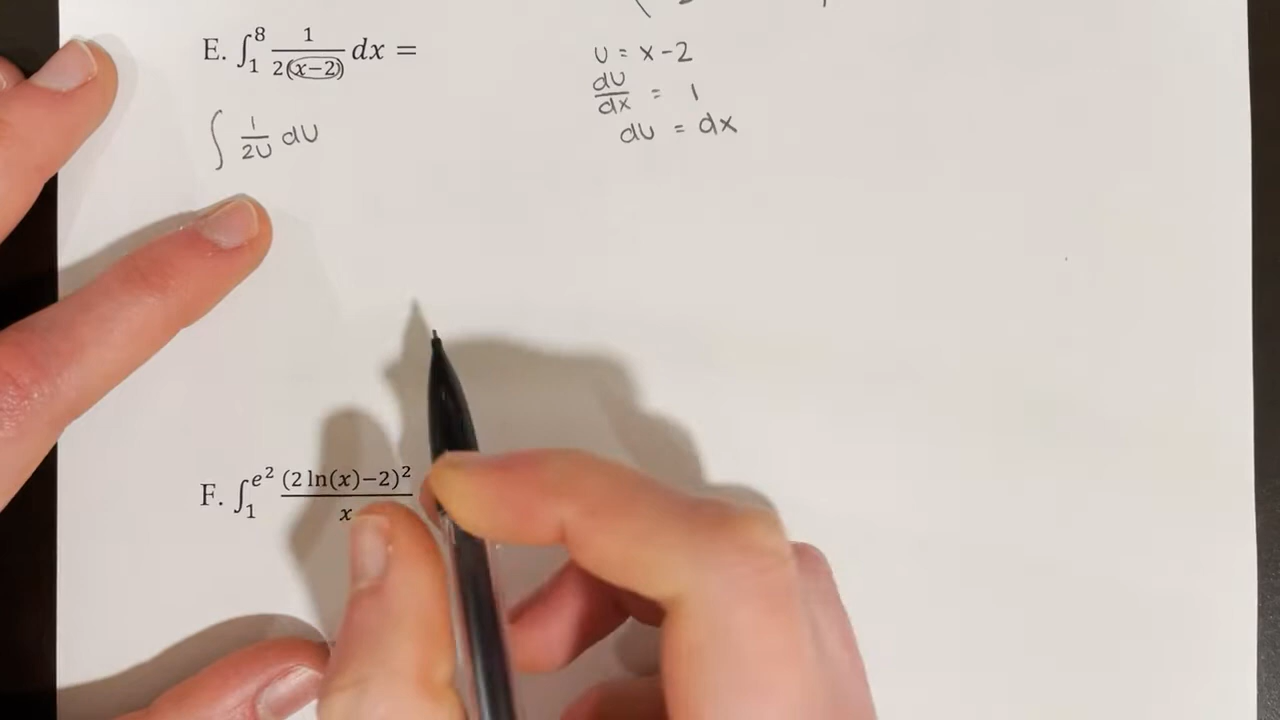 E. ∫₁⁸ 1/(2(x−2)) dx =
u = x - 2
du/dx = 1
du = dx
∫ 1/2u du
F. ∫₁^(e²) (2 ln(x)−2)²/x